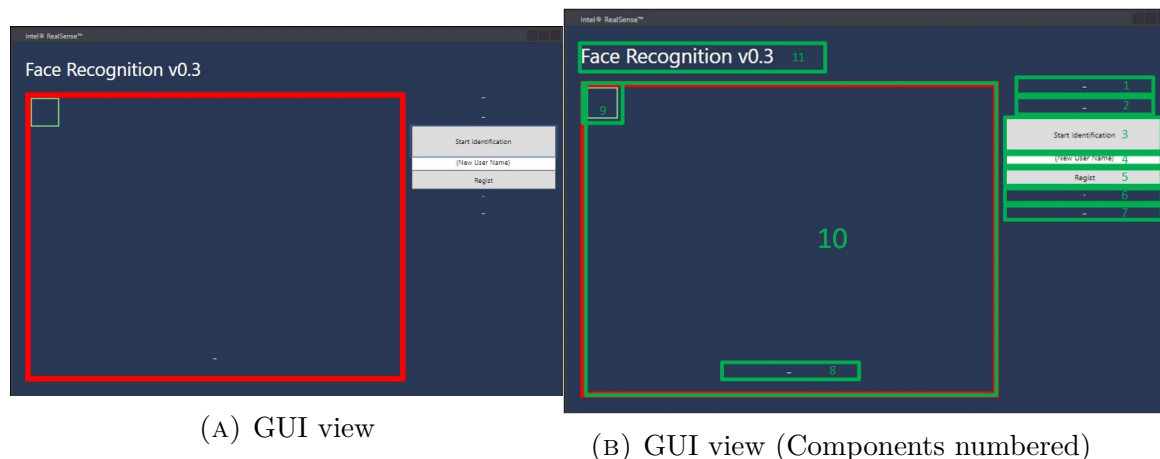 Intel® RealSense™
Face Recognition v0.3
-
-
Start Identification
(New User Name)
Regist
-
-
-
(A) GUI view
Intel® RealSense™
Face Recognition v0.3 11
- 1
- 2
9
Start Identification 3
(New User Name) 4
Regist 5
- 6
- 7
10
- 8
(B) GUI view (Components numbered)